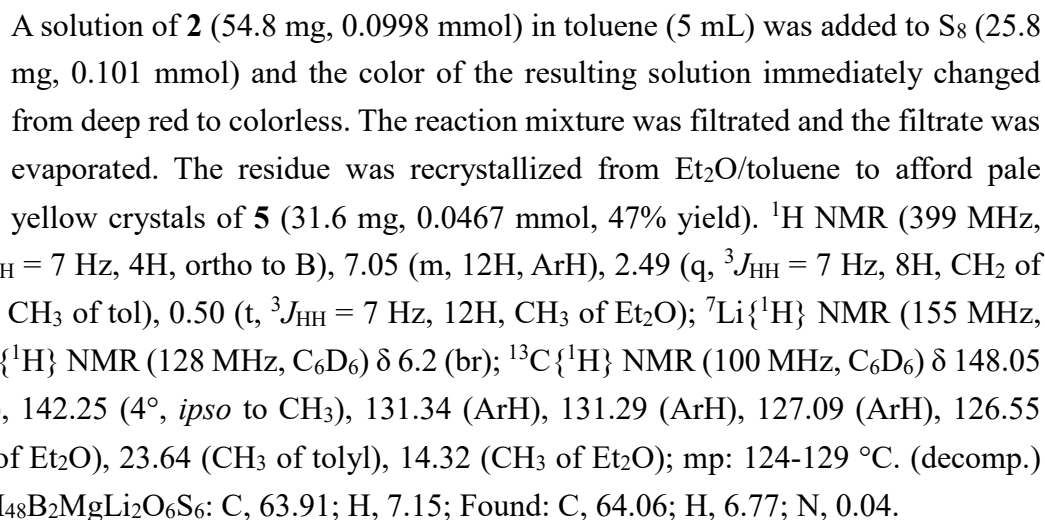 A solution of 2 (54.8 mg, 0.0998 mmol) in toluene (5 mL) was added to S₈ (25.8
mg, 0.101 mmol) and the color of the resulting solution immediately changed
from deep red to colorless. The reaction mixture was filtrated and the filtrate was
evaporated. The residue was recrystallized from Et₂O/toluene to afford pale
yellow crystals of 5 (31.6 mg, 0.0467 mmol, 47% yield). ¹H NMR (399 MHz,
H = 7 Hz, 4H, ortho to B), 7.05 (m, 12H, ArH), 2.49 (q, ³JHH = 7 Hz, 8H, CH₂ of
CH₃ of tol), 0.50 (t, ³JHH = 7 Hz, 12H, CH₃ of Et₂O); ⁷Li{¹H} NMR (155 MHz,
{¹H} NMR (128 MHz, C₆D₆) δ 6.2 (br); ¹³C{¹H} NMR (100 MHz, C₆D₆) δ 148.05
, 142.25 (4°, ipso to CH₃), 131.34 (ArH), 131.29 (ArH), 127.09 (ArH), 126.55
of Et₂O), 23.64 (CH₃ of tolyl), 14.32 (CH₃ of Et₂O); mp: 124-129 °C. (decomp.)
H₄₈B₂MgLi₂O₆S₆: C, 63.91; H, 7.15; Found: C, 64.06; H, 6.77; N, 0.04.